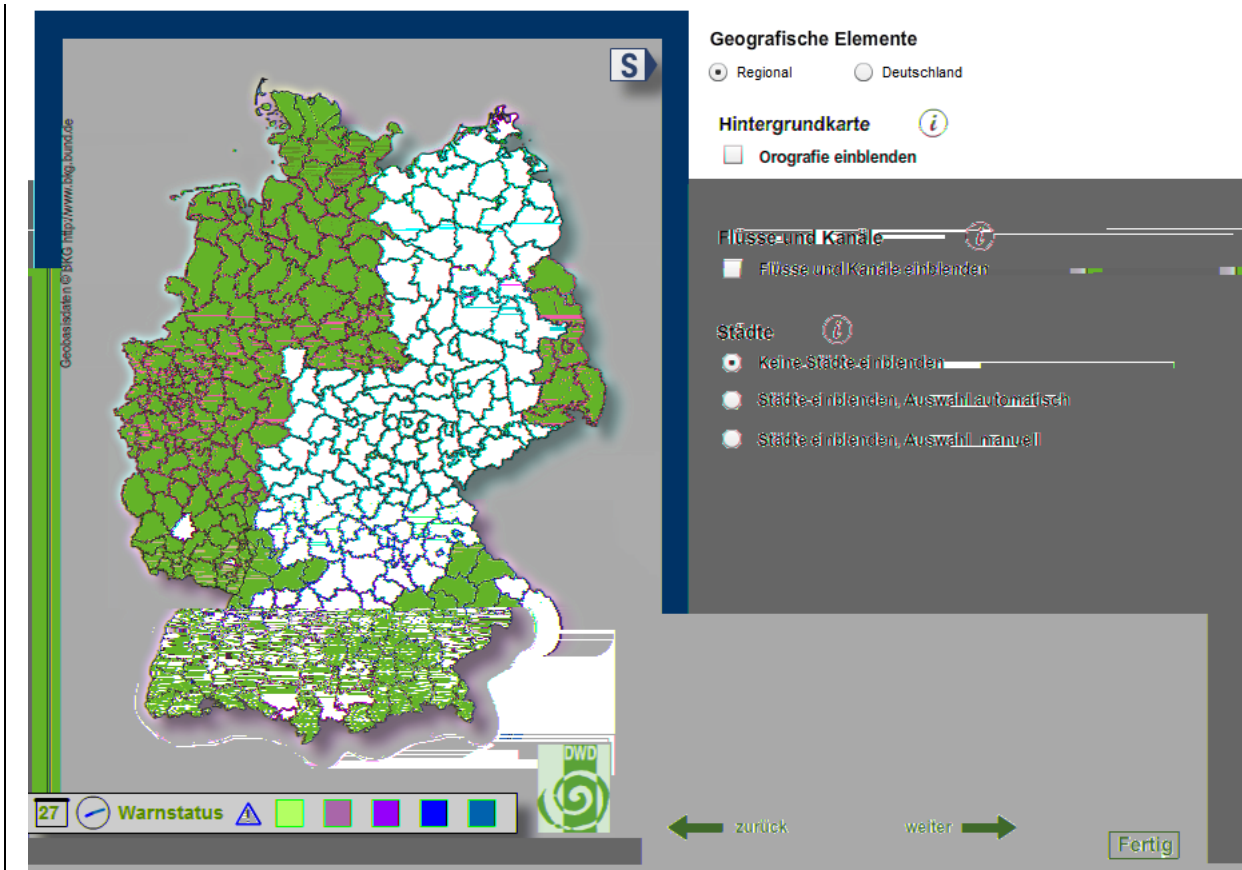 S
Geografische Elemente
Regional
Deutschland
Hintergrundkarte i
Orografie einblenden
Geobasisdaten © BKG http://www.bkg.bund.de
Flüsse und Kanäle i
Flüsse und Kanäle einblenden
Städte i
Keine Städte einblenden
Städte einblenden, Auswahl automatisch
Städte einblenden, Auswahl manuell
DWD
27 Warnstatus
zurück
weiter
Fertig